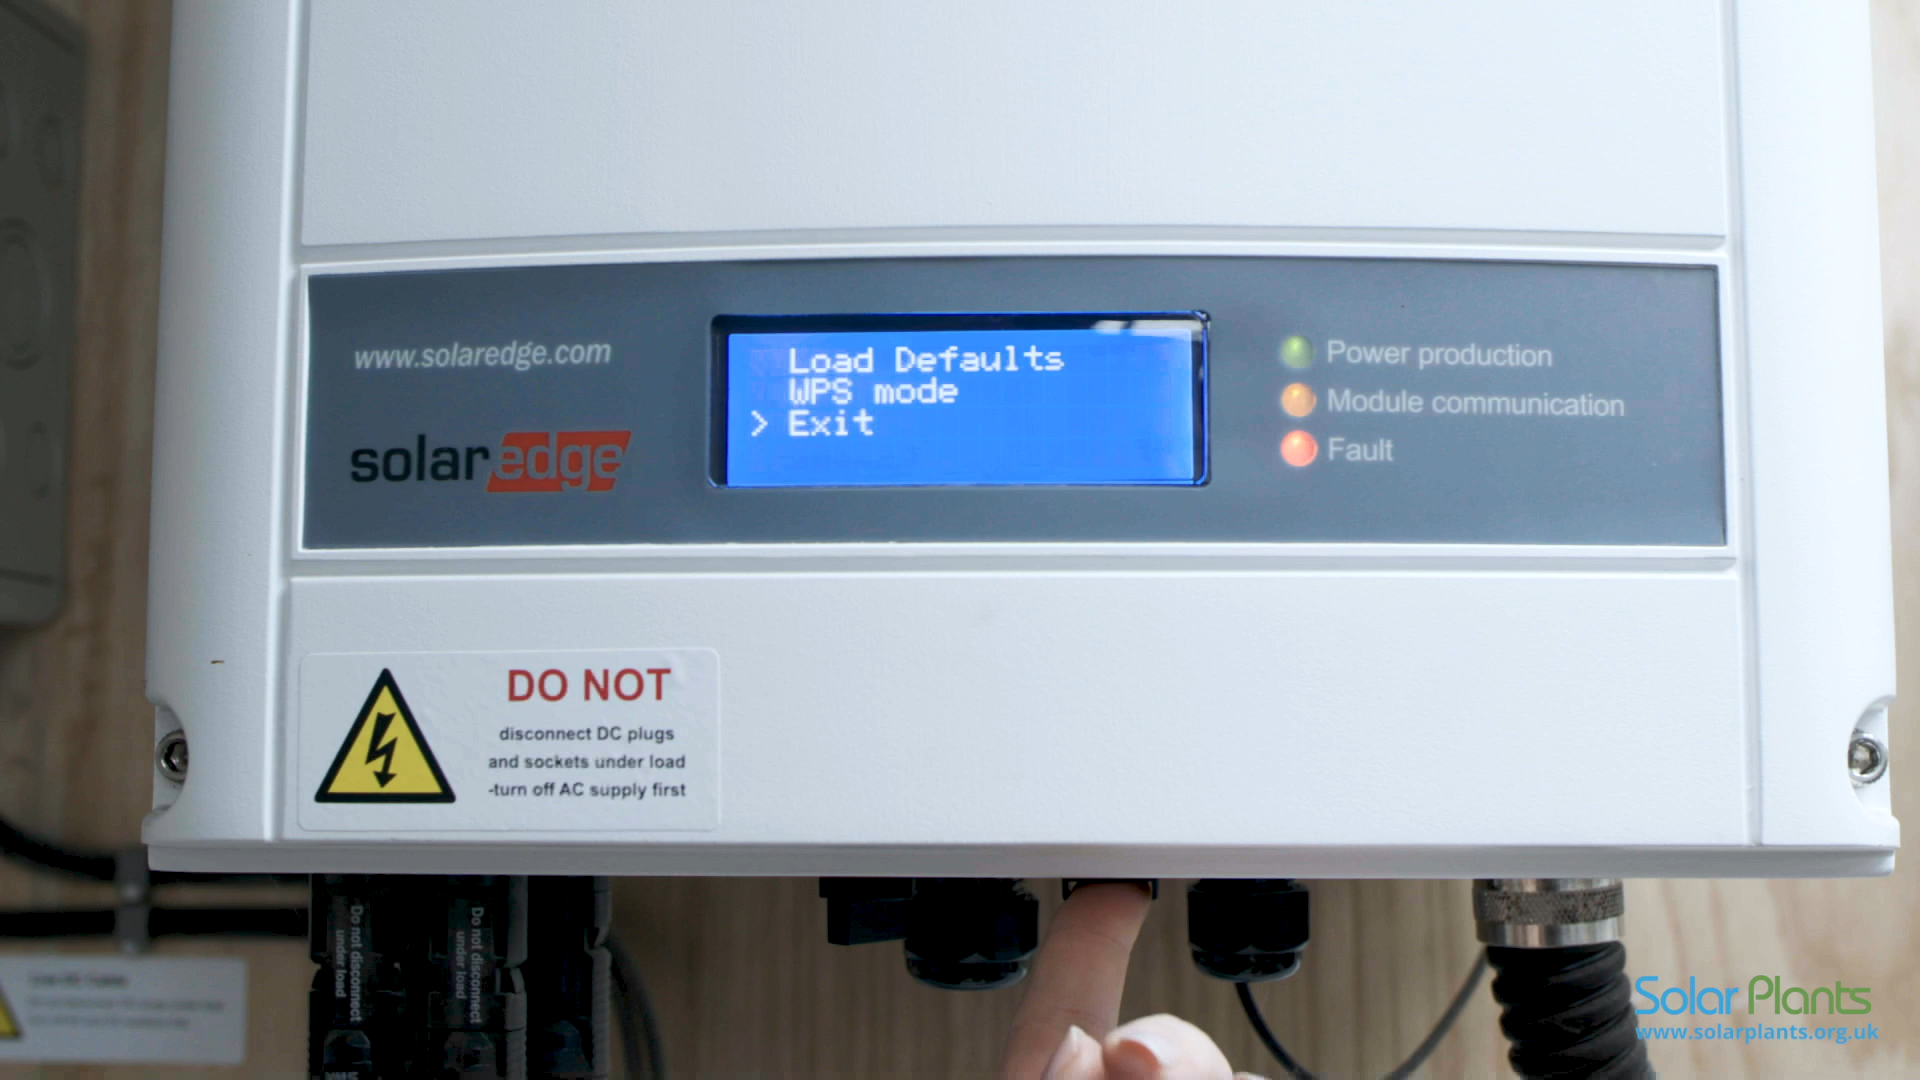 www.solaredge.com
solaredge
Load Defaults
WPS mode
> Exit
Power production
Module communication
Fault
DO NOT
disconnect DC plugs
and sockets under load
-turn off AC supply first
Do not disconnect
under load
Do not disconnect
under load
Solar Plants
www.solarplants.org.uk